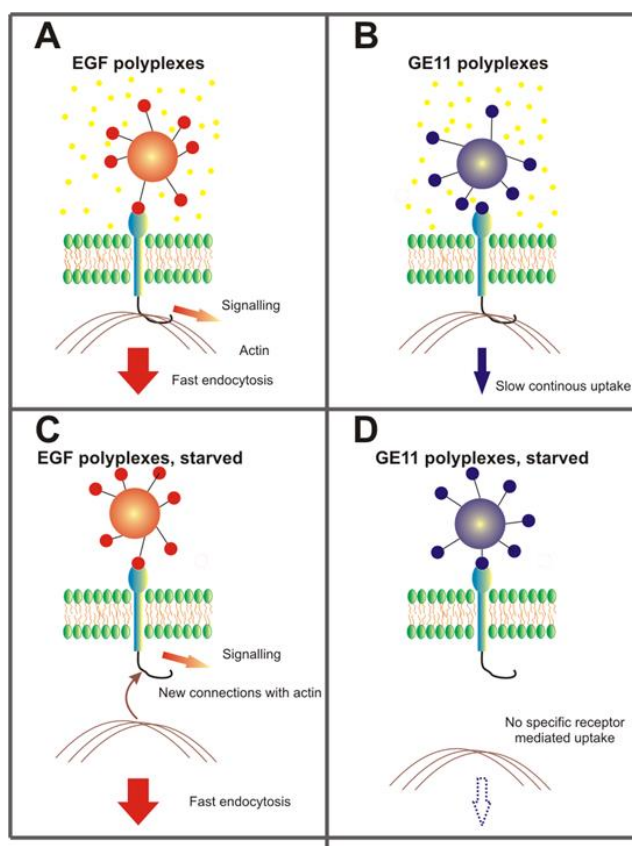 A
EGF polyplexes
Signalling
Actin
Fast endocytosis
B
GE11 polyplexes
Slow continous uptake
C
EGF polyplexes, starved
Signalling
New connections with actin
Fast endocytosis
D
GE11 polyplexes, starved
No specific receptor
mediated uptake